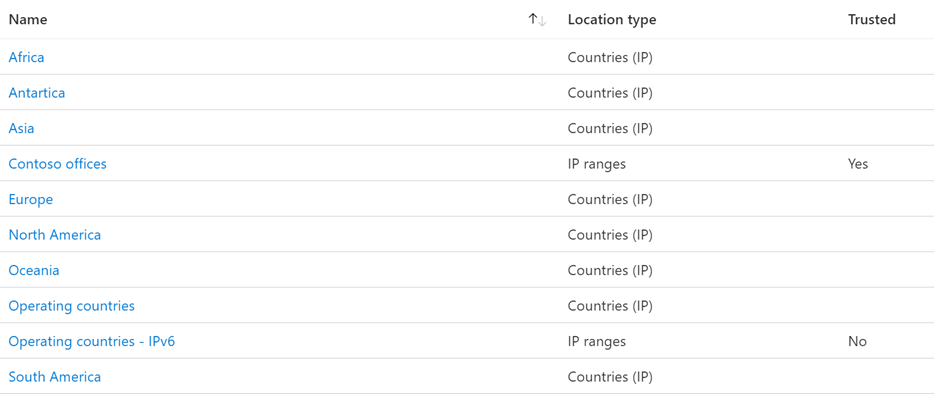 Name ↑↓ Location type Trusted
Africa Countries (IP)
Antartica Countries (IP)
Asia Countries (IP)
Contoso offices IP ranges Yes
Europe Countries (IP)
North America Countries (IP)
Oceania Countries (IP)
Operating countries Countries (IP)
Operating countries - IPv6 IP ranges No
South America Countries (IP)